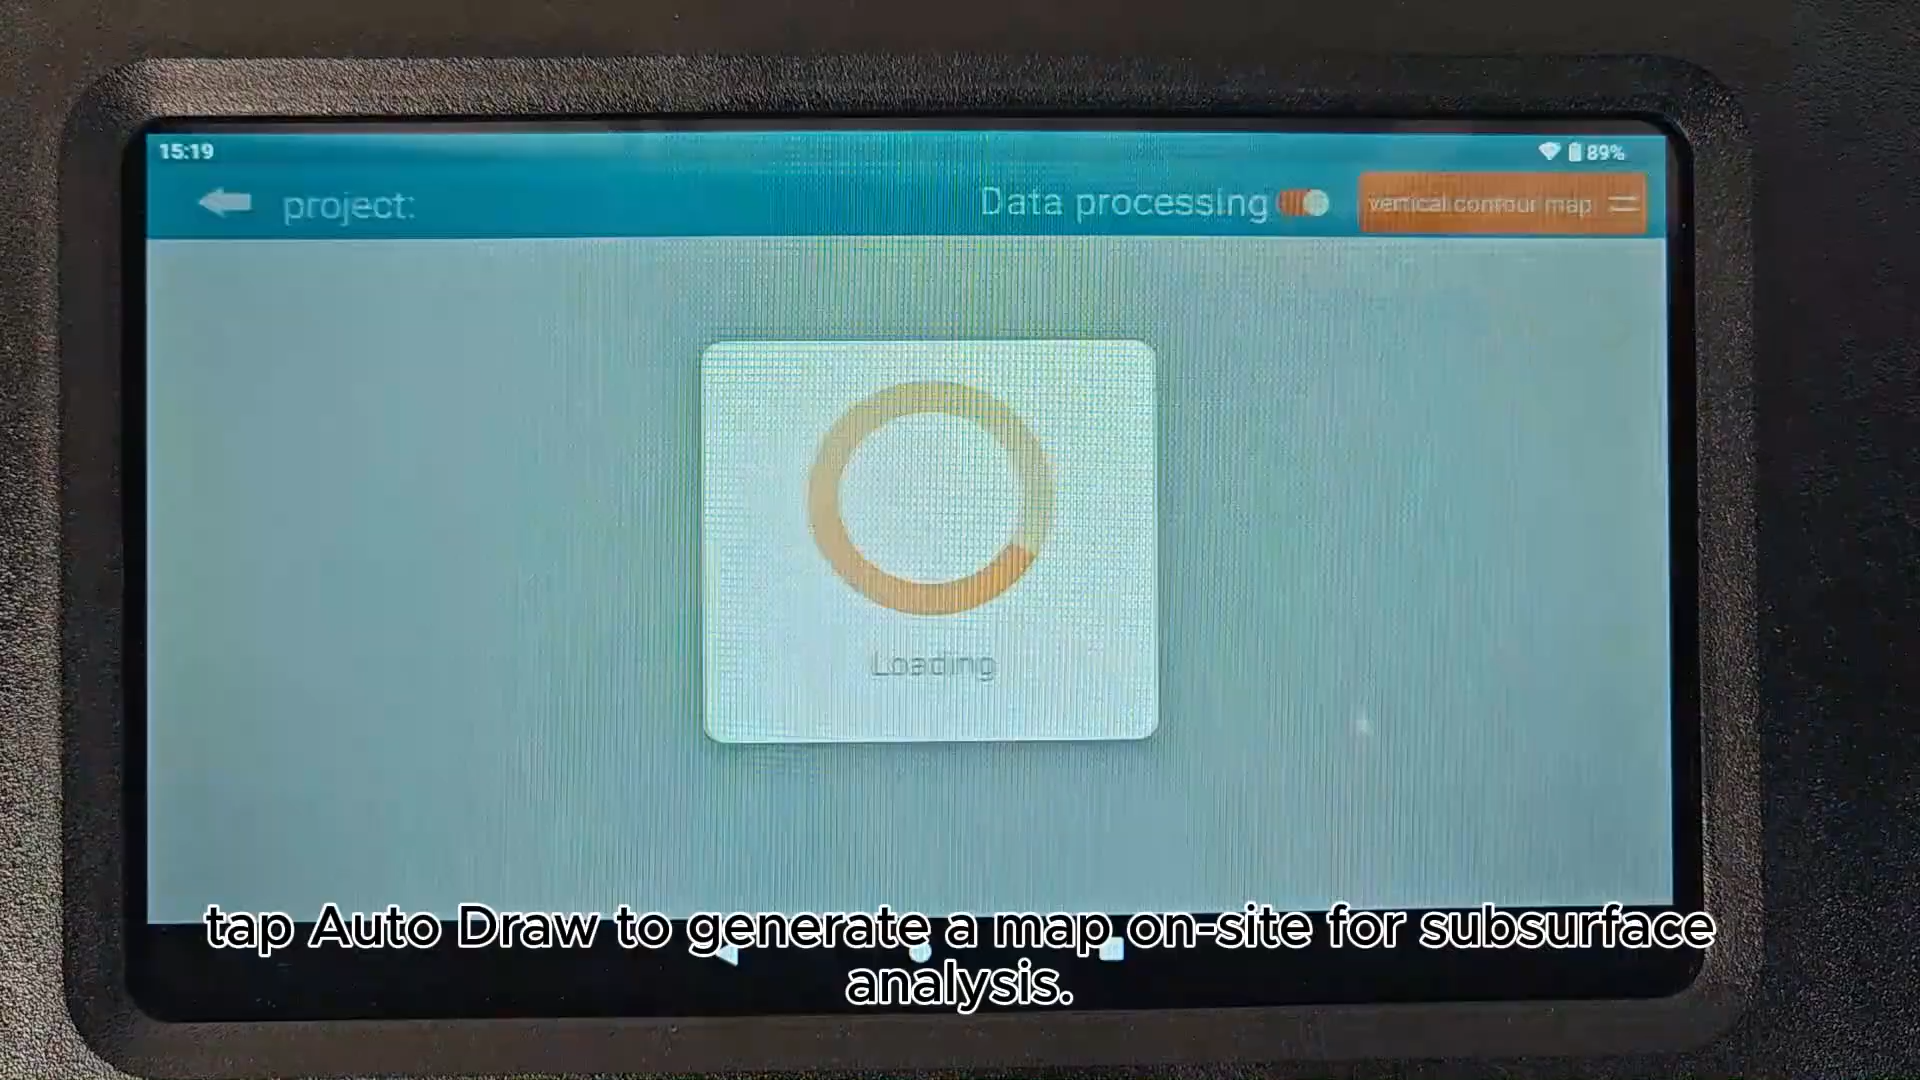 15:19
89%
project:
Data processing
vertical contour map
Loading
tap Auto Draw to generate a map on-site for subsurface
analysis.